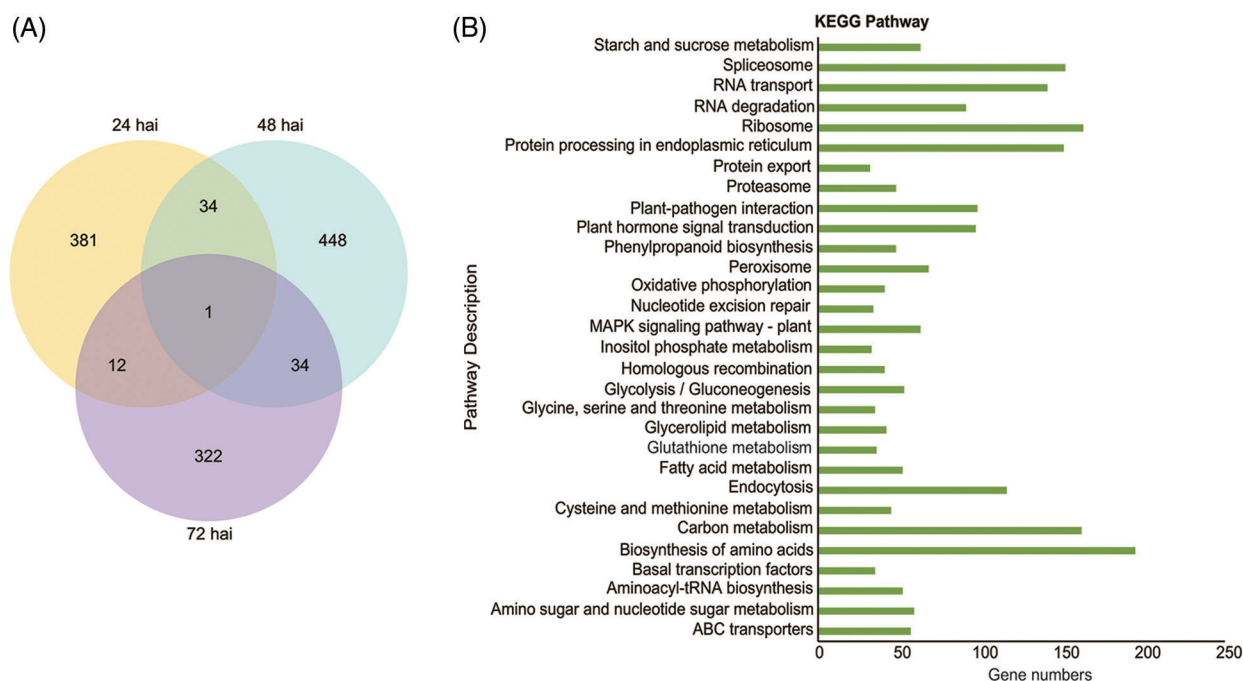 (A)
24 hai
48 hai
34
381
448
1
12
34
322
72 hai
(B)
KEGG Pathway
Pathway Description
Starch and sucrose metabolism
Spliceosome
RNA transport
RNA degradation
Ribosome
Protein processing in endoplasmic reticulum
Protein export
Proteasome
Plant-pathogen interaction
Plant hormone signal transduction
Phenylpropanoid biosynthesis
Peroxisome
Oxidative phosphorylation
Nucleotide excision repair
MAPK signaling pathway - plant
Inositol phosphate metabolism
Homologous recombination
Glycolysis / Gluconeogenesis
Glycine, serine and threonine metabolism
Glycerolipid metabolism
Glutathione metabolism
Fatty acid metabolism
Endocytosis
Cysteine and methionine metabolism
Carbon metabolism
Biosynthesis of amino acids
Basal transcription factors
Aminoacyl-tRNA biosynthesis
Amino sugar and nucleotide sugar metabolism
ABC transporters
0 50 100 150 200 250
Gene numbers